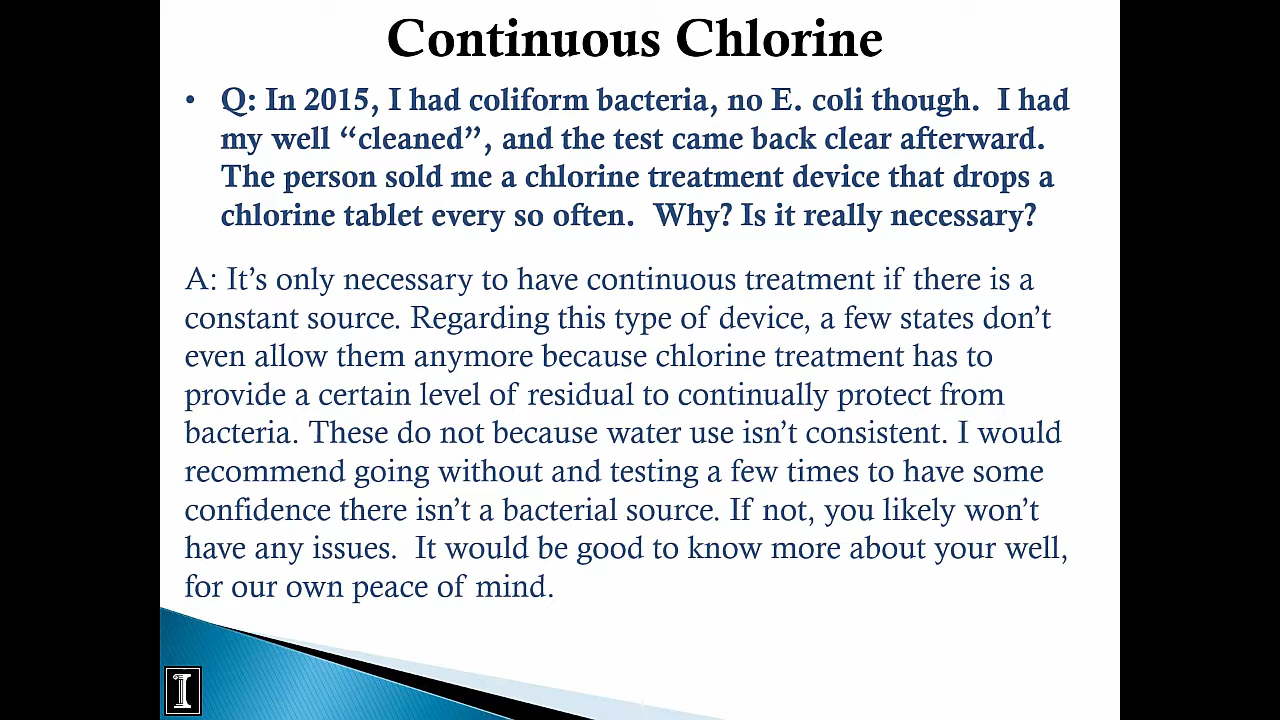 Continuous Chlorine
• Q: In 2015, I had coliform bacteria, no E. coli though.  I had
my well “cleaned”, and the test came back clear afterward.
The person sold me a chlorine treatment device that drops a
chlorine tablet every so often.  Why? Is it really necessary?
A: It’s only necessary to have continuous treatment if there is a
constant source. Regarding this type of device, a few states don’t
even allow them anymore because chlorine treatment has to
provide a certain level of residual to continually protect from
bacteria. These do not because water use isn’t consistent. I would
recommend going without and testing a few times to have some
confidence there isn’t a bacterial source. If not, you likely won’t
have any issues.  It would be good to know more about your well,
for our own peace of mind.
I